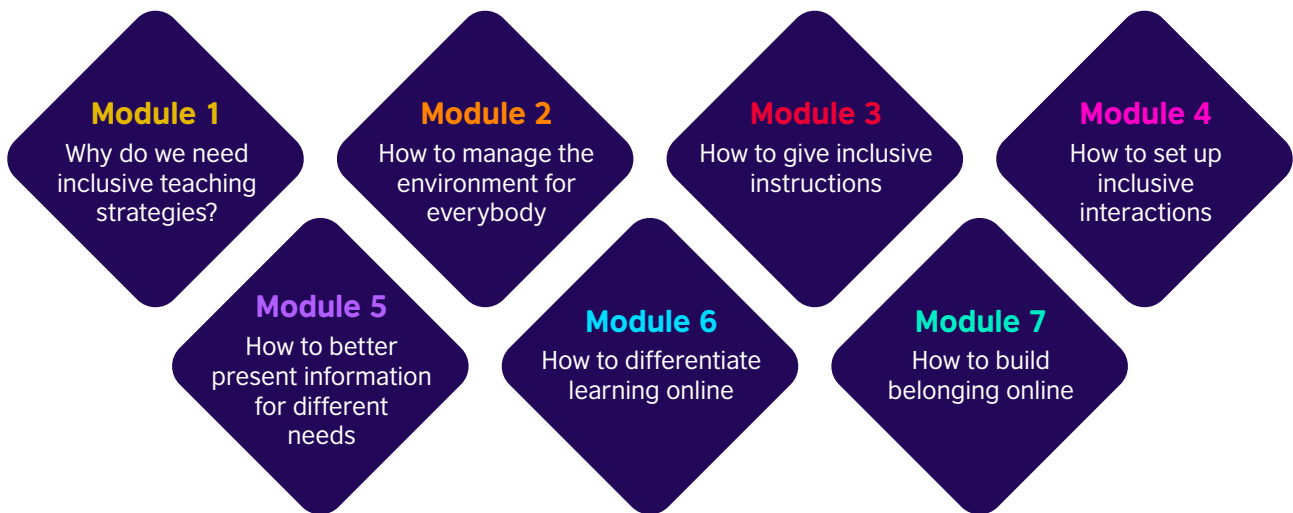 Module 1
Why do we need
inclusive teaching
strategies?
Module 2
How to manage the
environment for
everybody
Module 3
How to give inclusive
instructions
Module 4
How to set up
inclusive
interactions
Module 5
How to better
present information
for different
needs
Module 6
How to differentiate
learning online
Module 7
How to build
belonging online